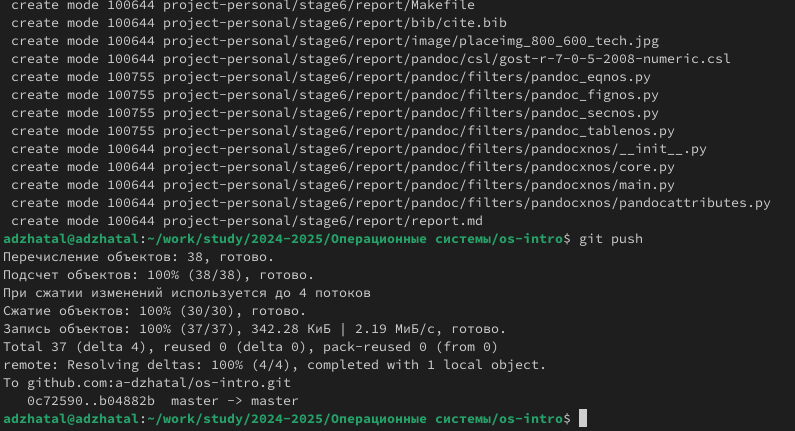 create mode 100644 project-personal/stage6/report/Makefile
create mode 100644 project-personal/stage6/report/bib/cite.bib
create mode 100644 project-personal/stage6/report/image/placeimg_800_600_tech.jpg
create mode 100644 project-personal/stage6/report/pandoc/csl/gost-r-7-0-5-2008-numeric.csl
create mode 100755 project-personal/stage6/report/pandoc/filters/pandoc_eqnos.py
create mode 100755 project-personal/stage6/report/pandoc/filters/pandoc_fignos.py
create mode 100755 project-personal/stage6/report/pandoc/filters/pandoc_secnos.py
create mode 100755 project-personal/stage6/report/pandoc/filters/pandoc_tablenos.py
create mode 100644 project-personal/stage6/report/pandoc/filters/pandocxnos/__init__.py
create mode 100644 project-personal/stage6/report/pandoc/filters/pandocxnos/core.py
create mode 100644 project-personal/stage6/report/pandoc/filters/pandocxnos/main.py
create mode 100644 project-personal/stage6/report/pandoc/filters/pandocxnos/pandocattributes.py
create mode 100644 project-personal/stage6/report/report.md
adzhatal@adzhatal:~/work/study/2024-2025/Операционные системы/os-intro$ git push
Перечисление объектов: 38, готово.
Подсчет объектов: 100% (38/38), готово.
При сжатии изменений используется до 4 потоков
Сжатие объектов: 100% (30/30), готово.
Запись объектов: 100% (37/37), 342.28 КиБ | 2.19 МиБ/с, готово.
Total 37 (delta 4), reused 0 (delta 0), pack-reused 0 (from 0)
remote: Resolving deltas: 100% (4/4), completed with 1 local object.
To github.com:a-dzhatal/os-intro.git
0c72590..b04882b  master -> master
adzhatal@adzhatal:~/work/study/2024-2025/Операционные системы/os-intro$